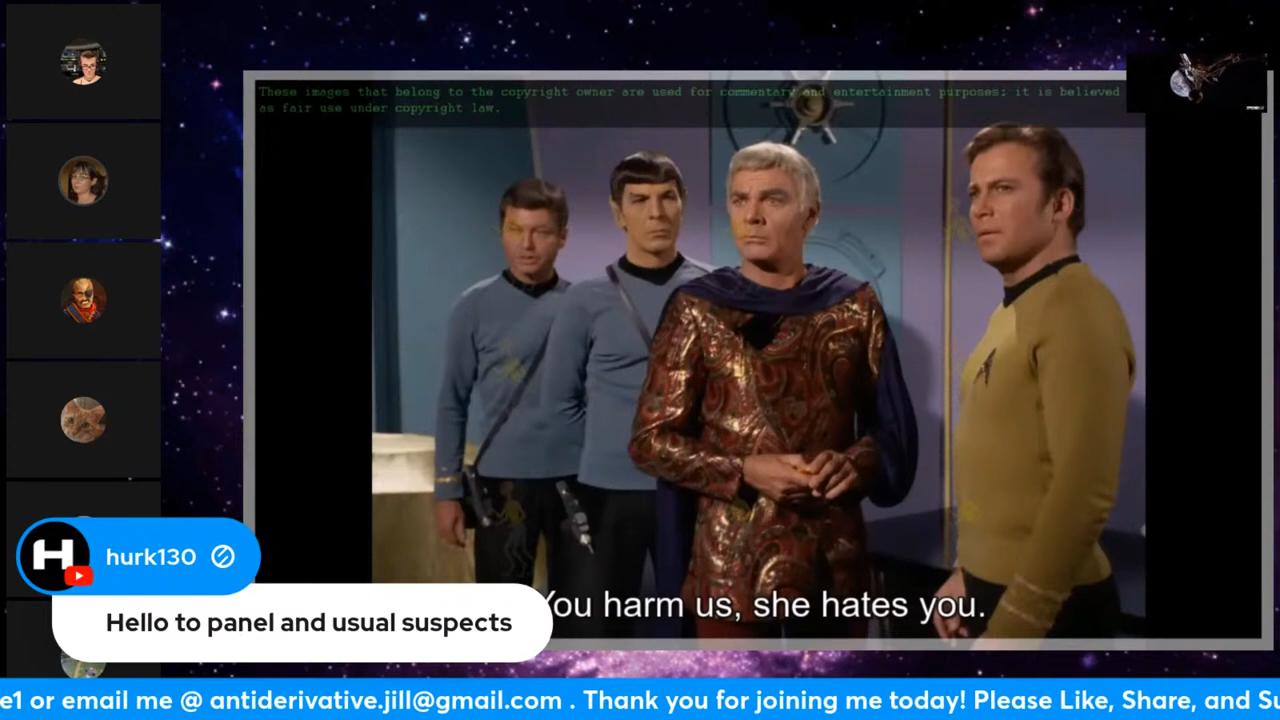 These images that belong to the copyright owner are used for commentary and entertainment purposes; it is believed
as fair use under copyright law.
H
hurk130
Hello to panel and usual suspects
You harm us, she hates you.
e1 or email me @ antiderivative.jill@gmail.com . Thank you for joining me today! Please Like, Share, and Su